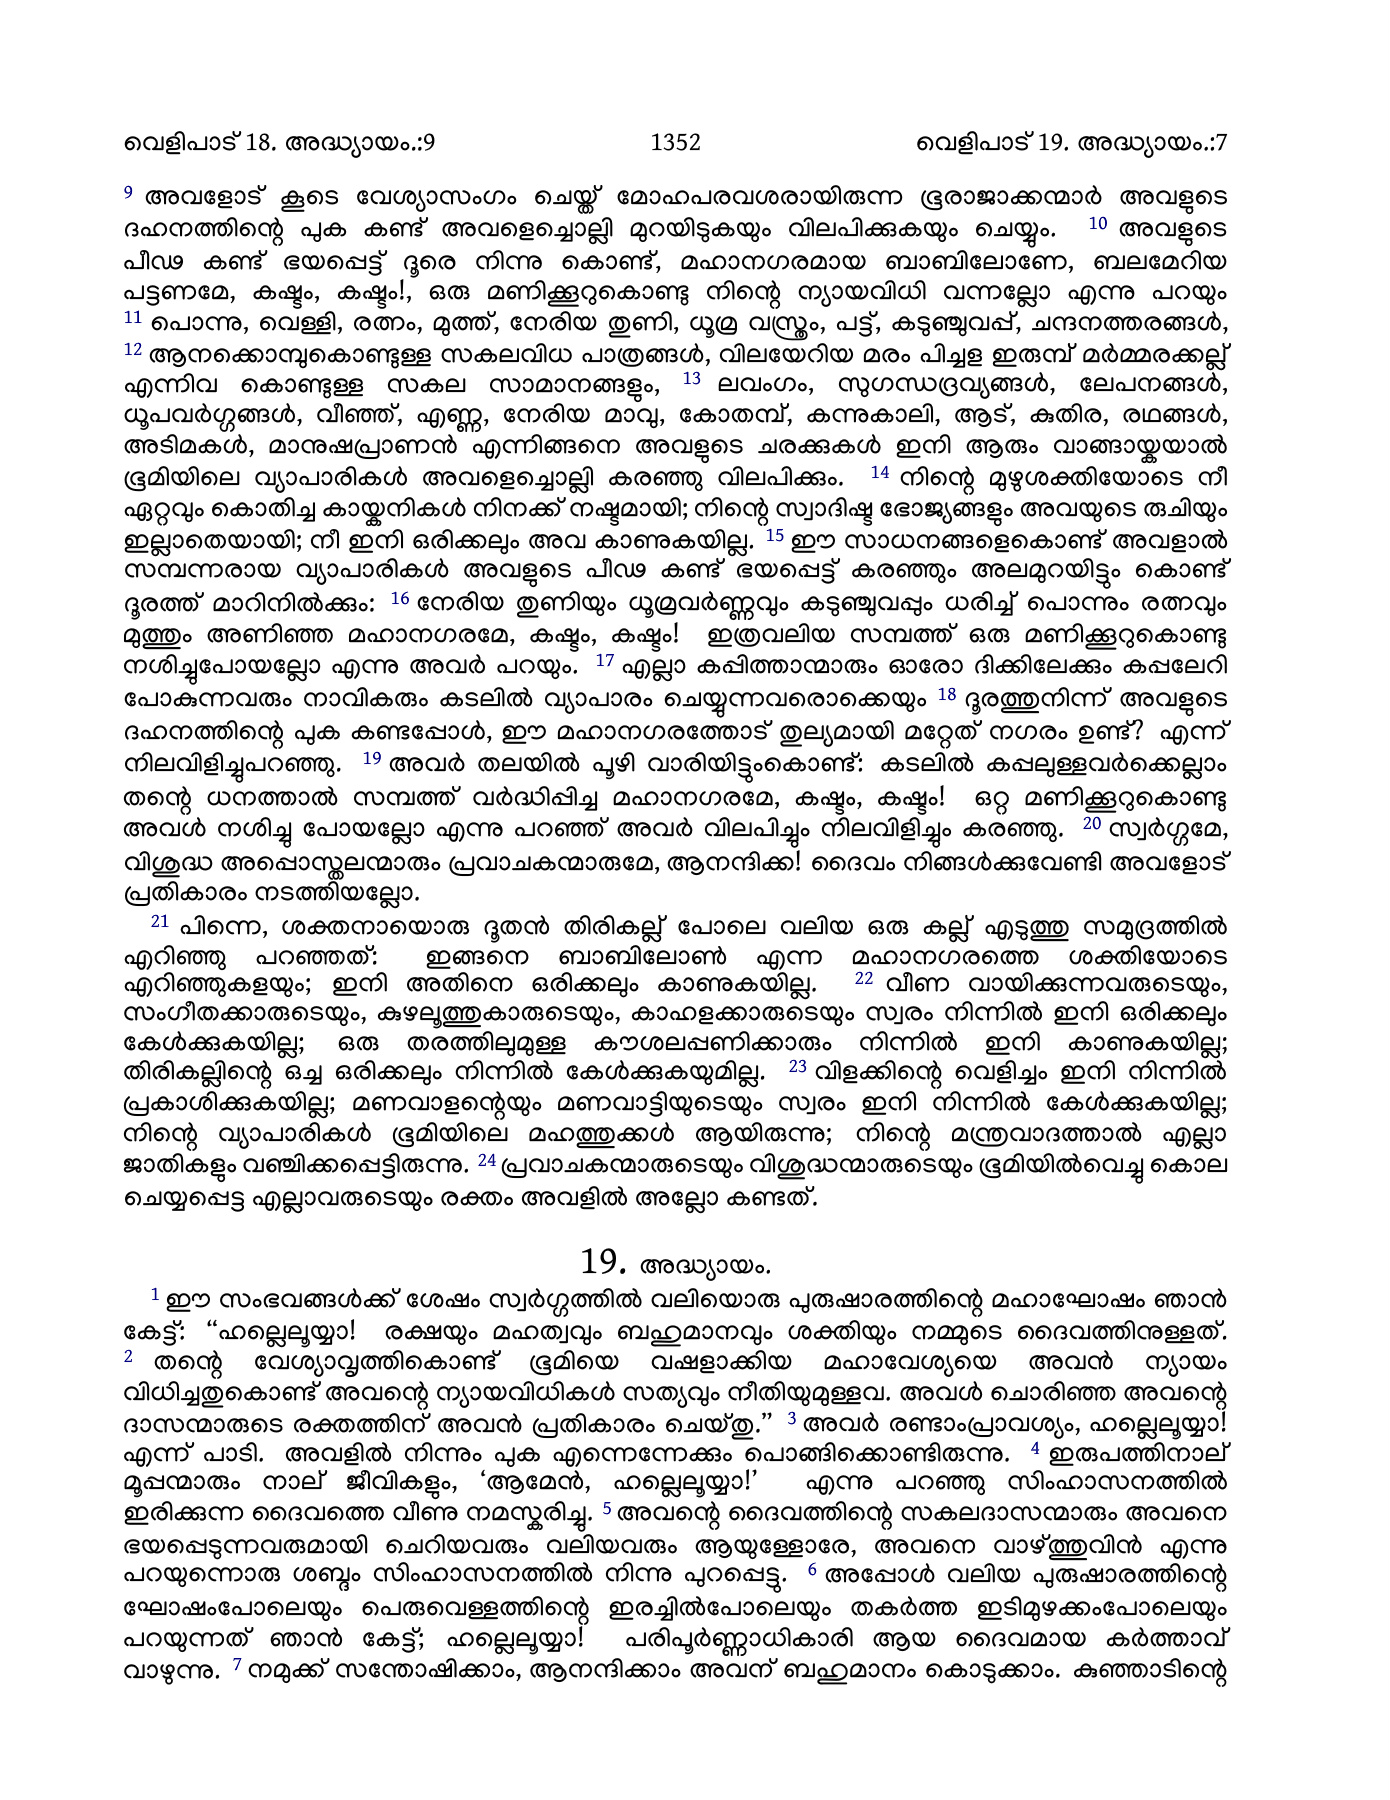 വെളിപാട് 18. അദ്ധ്യായം.:9 1352 വെളിപാട് 19. അദ്ധ്യായം.:7
9 അവളോട് കൂടെ വേശ്യാസംഗം ചെയ്ത് മോഹപരവശരായിരുന്ന ഭൂരാജാക്കന്മാർ അവളുടെ
ദഹനത്തിന്റെ പുക കണ്ട് അവളെച്ചൊല്ലി മുറയിടുകയും വിലപിക്കുകയും ചെയ്യും. 10 അവളുടെ
പീഢ കണ്ട് ഭയപ്പെട്ട് ദൂരെ നിന്നു കൊണ്ട്, മഹാനഗരമായ ബാബിലോണേ, ബലമേറിയ
പട്ടണമേ, കഷ്ടം, കഷ്ടം!, ഒരു മണിക്കൂറുകൊണ്ടു നിന്റെ ന്യായവിധി വന്നല്ലോ എന്നു പറയും
11 പൊന്നു, വെള്ളി, രത്നം, മുത്ത്, നേരിയ തുണി, ധൂമ്ര വസ്ത്രം, പട്ട്, കടുഞ്ചുവപ്പ്, ചന്ദനത്തരങ്ങൾ,
12 ആനക്കൊമ്പുകൊണ്ടുള്ള സകലവിധ പാത്രങ്ങൾ, വിലയേറിയ മരം പിച്ചള ഇരുമ്പ് മർമ്മരക്കല്ല്
എന്നിവ കൊണ്ടുള്ള സകല സാമാനങ്ങളും, 13 ലവംഗം, സുഗന്ധദ്രവ്യങ്ങൾ, ലേപനങ്ങൾ,
ധൂപവർഗ്ഗങ്ങൾ, വീഞ്ഞ്, എണ്ണ, നേരിയ മാവു, കോതമ്പ്, കന്നുകാലി, ആട്, കുതിര, രഥങ്ങൾ,
അടിമകൾ, മാനുഷപ്രാണൻ എന്നിങ്ങനെ അവളുടെ ചരക്കുകൾ ഇനി ആരും വാങ്ങായ്കയാൽ
ഭൂമിയിലെ വ്യാപാരികൾ അവളെച്ചൊല്ലി കരഞ്ഞു വിലപിക്കും. 14 നിന്റെ മുഴുശക്തിയോടെ നീ
ഏറ്റവും കൊതിച്ച കായ്കനികൾ നിനക്ക് നഷ്ടമായി; നിന്റെ സ്വാദിഷ്ട ഭോജ്യങ്ങളും അവയുടെ രുചിയും
ഇല്ലാതെയായി; നീ ഇനി ഒരിക്കലും അവ കാണുകയില്ല. 15 ഈ സാധനങ്ങളെകൊണ്ട് അവളാൽ
സമ്പന്നരായ വ്യാപാരികൾ അവളുടെ പീഢ കണ്ട് ഭയപ്പെട്ട് കരഞ്ഞും അലമുറയിട്ടും കൊണ്ട്
ദൂരത്ത് മാറിനിൽക്കും: 16 നേരിയ തുണിയും ധൂമ്രവർണ്ണവും കടുഞ്ചുവപ്പും ധരിച്ച് പൊന്നും രത്നവും
മുത്തും അണിഞ്ഞ മഹാനഗരമേ, കഷ്ടം, കഷ്ടം! ഇത്രവലിയ സമ്പത്ത് ഒരു മണിക്കൂറുകൊണ്ടു
നശിച്ചുപോയല്ലോ എന്നു അവർ പറയും. 17 എല്ലാ കപ്പിത്താന്മാരും ഓരോ ദിക്കിലേക്കും കപ്പലേറി
പോകുന്നവരും നാവികരും കടലിൽ വ്യാപാരം ചെയ്യുന്നവരൊക്കെയും 18 ദൂരത്തുനിന്ന് അവളുടെ
ദഹനത്തിന്റെ പുക കണ്ടപ്പോൾ, ഈ മഹാനഗരത്തോട് തുല്യമായി മറ്റേത് നഗരം ഉണ്ട്? എന്ന്
നിലവിളിച്ചുപറഞ്ഞു. 19 അവർ തലയിൽ പൂഴി വാരിയിട്ടുംകൊണ്ട്: കടലിൽ കപ്പലുള്ളവർക്കെല്ലാം
തന്റെ ധനത്താൽ സമ്പത്ത് വർദ്ധിപ്പിച്ച മഹാനഗരമേ, കഷ്ടം, കഷ്ടം! ഒറ്റ മണിക്കൂറുകൊണ്ടു
അവൾ നശിച്ചു പോയല്ലോ എന്നു പറഞ്ഞ് അവർ വിലപിച്ചും നിലവിളിച്ചും കരഞ്ഞു. 20 സ്വർഗ്ഗമേ,
വിശുദ്ധ അപ്പൊസ്തലന്മാരും പ്രവാചകന്മാരുമേ, ആനന്ദിക്ക! ദൈവം നിങ്ങൾക്കുവേണ്ടി അവളോട്
പ്രതികാരം നടത്തിയല്ലോ.
21 പിന്നെ, ശക്തനായൊരു ദൂതൻ തിരികല്ല് പോലെ വലിയ ഒരു കല്ല് എടുത്തു സമുദ്രത്തിൽ
എറിഞ്ഞു പറഞ്ഞത്: ഇങ്ങനെ ബാബിലോൺ എന്ന മഹാനഗരത്തെ ശക്തിയോടെ
എറിഞ്ഞുകളയും; ഇനി അതിനെ ഒരിക്കലും കാണുകയില്ല. 22 വീണ വായിക്കുന്നവരുടെയും,
സംഗീതക്കാരുടെയും, കുഴലൂത്തുകാരുടെയും, കാഹളക്കാരുടെയും സ്വരം നിന്നിൽ ഇനി ഒരിക്കലും
കേൾക്കുകയില്ല; ഒരു തരത്തിലുമുള്ള കൗശലപ്പണിക്കാരും നിന്നിൽ ഇനി കാണുകയില്ല;
തിരികല്ലിന്റെ ഒച്ച ഒരിക്കലും നിന്നിൽ കേൾക്കുകയുമില്ല. 23 വിളക്കിന്റെ വെളിച്ചം ഇനി നിന്നിൽ
പ്രകാശിക്കുകയില്ല; മണവാളന്റെയും മണവാട്ടിയുടെയും സ്വരം ഇനി നിന്നിൽ കേൾക്കുകയില്ല;
നിന്റെ വ്യാപാരികൾ ഭൂമിയിലെ മഹത്തുക്കൾ ആയിരുന്നു; നിന്റെ മന്ത്രവാദത്താൽ എല്ലാ
ജാതികളും വഞ്ചിക്കപ്പെട്ടിരുന്നു. 24 പ്രവാചകന്മാരുടെയും വിശുദ്ധന്മാരുടെയും ഭൂമിയിൽവെച്ചു കൊല
ചെയ്യപ്പെട്ട എല്ലാവരുടെയും രക്തം അവളിൽ അല്ലോ കണ്ടത്.
19. അദ്ധ്യായം.
1 ഈ സംഭവങ്ങൾക്ക് ശേഷം സ്വർഗ്ഗത്തിൽ വലിയൊരു പുരുഷാരത്തിന്റെ മഹാഘോഷം ഞാൻ
കേട്ട്: “ഹല്ലെലൂയ്യാ! രക്ഷയും മഹത്വവും ബഹുമാനവും ശക്തിയും നമ്മുടെ ദൈവത്തിനുള്ളത്.
2 തന്റെ വേശ്യാവൃത്തികൊണ്ട് ഭൂമിയെ വഷളാക്കിയ മഹാവേശ്യയെ അവൻ ന്യായം
വിധിച്ചതുകൊണ്ട് അവന്റെ ന്യായവിധികൾ സത്യവും നീതിയുമുള്ളവ. അവൾ ചൊരിഞ്ഞ അവന്റെ
ദാസന്മാരുടെ രക്തത്തിന് അവൻ പ്രതികാരം ചെയ്തു.” 3 അവർ രണ്ടാംപ്രാവശ്യം, ഹല്ലെലൂയ്യാ!
എന്ന് പാടി. അവളിൽ നിന്നും പുക എന്നെന്നേക്കും പൊങ്ങിക്കൊണ്ടിരുന്നു. 4 ഇരുപത്തിനാല്
മൂപ്പന്മാരും നാല് ജീവികളും, ‘ആമേൻ, ഹല്ലെലൂയ്യാ!’ എന്നു പറഞ്ഞു സിംഹാസനത്തിൽ
ഇരിക്കുന്ന ദൈവത്തെ വീണു നമസ്കരിച്ചു. 5 അവന്റെ ദൈവത്തിന്റെ സകലദാസന്മാരും അവനെ
ഭയപ്പെടുന്നവരുമായി ചെറിയവരും വലിയവരും ആയുള്ളോരേ, അവനെ വാഴ്ത്തുവിൻ എന്നു
പറയുന്നൊരു ശബ്ദം സിംഹാസനത്തിൽ നിന്നു പുറപ്പെട്ടു. 6 അപ്പോൾ വലിയ പുരുഷാരത്തിന്റെ
ഘോഷംപോലെയും പെരുവെള്ളത്തിന്റെ ഇരച്ചിൽപോലെയും തകർത്ത ഇടിമുഴക്കംപോലെയും
പറയുന്നത് ഞാൻ കേട്ട്; ഹല്ലെലൂയ്യാ! പരിപൂർണ്ണാധികാരി ആയ ദൈവമായ കർത്താവ്
വാഴുന്നു. 7 നമുക്ക് സന്തോഷിക്കാം, ആനന്ദിക്കാം അവന് ബഹുമാനം കൊടുക്കാം. കുഞ്ഞാടിന്റെ